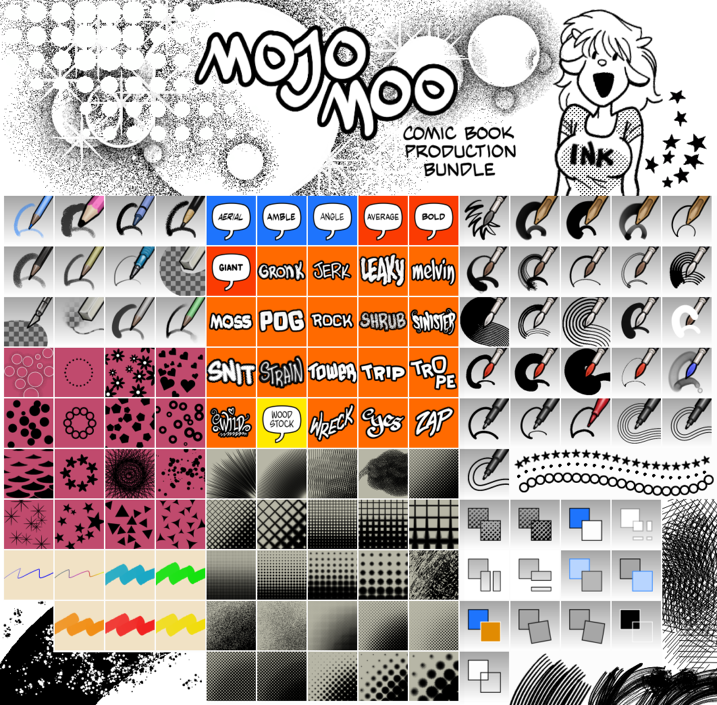 MOJO
MOO
COMIC BOOK
PRODUCTION
BUNDLE
INK
AERIAL
AMBLE
ANGLE
AVERAGE
BOLD
GIANT
GRONK
JERK
LEAKY
melvin
MOSS
POG
ROCK
SHRUB
SINISTER
SNIT
STRAIN
TOWER
TRIP
TROPE
WILD
WOOD
STOCK
WRECK
eyes
ZAP